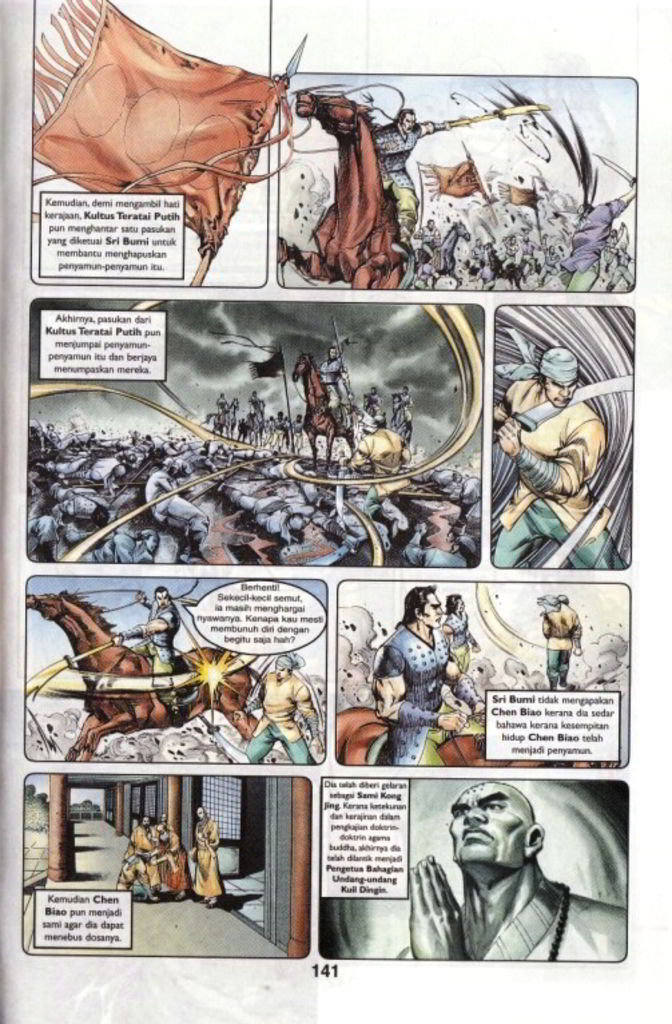 Kemudian, demi mengambil hati
kerajaan, Kultus Teratai Putih
pun menghantar satu pasukan
yang diketuai Sri Bumi untuk
membantu menghapuskan
penyamun-penyamun itu.
Akhirnya, pasukan dari
Kultus Teratai Putih pun
menjumpai penyamun-
penyamun itu dan berjaya
menumpaskan mereka.
Berhenti!
Sekecil-kecil semut,
ia masih menghargai
nyawanya. Kenapa kau mesti
membunuh diri dengan
begitu saja hah?
Sri Bumi tidak mengapakan
Chen Biao kerana dia sedar
bahawa kerana kesempitan
hidup Chen Biao telah
menjadi penyamun.
Kemudian Chen
Biao pun menjadi
sami agar dia dapat
menebus dosanya.
Dia telah diberi gelaran
sebagai Sami Kong
Jing. Kerana ketekunan
dan kerajinan dalam
pengkajian doktrin-
doktrin agama
buddha, akhirnya dia
telah dilantik menjadi
Pengetua Bahagian
Undang-undang
Kuil Dingin.
141